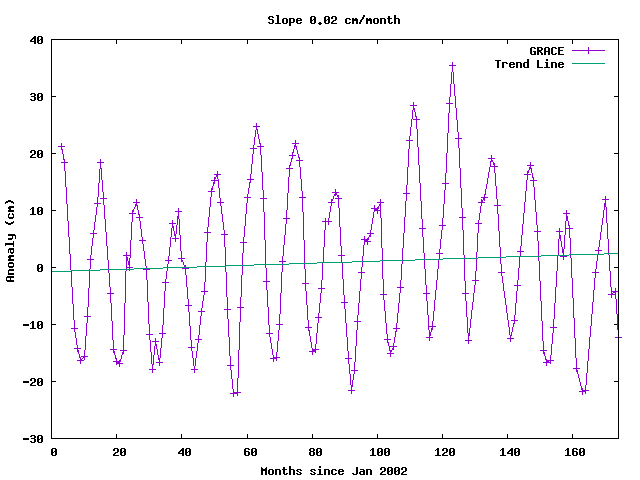 Slope 0.02 cm/month
40
30
20
10
0
-10
-20
-30
0 20 40 60 80 100 120 140 160
Anomaly (cm)
Months since Jan 2002
GRACE
Trend Line